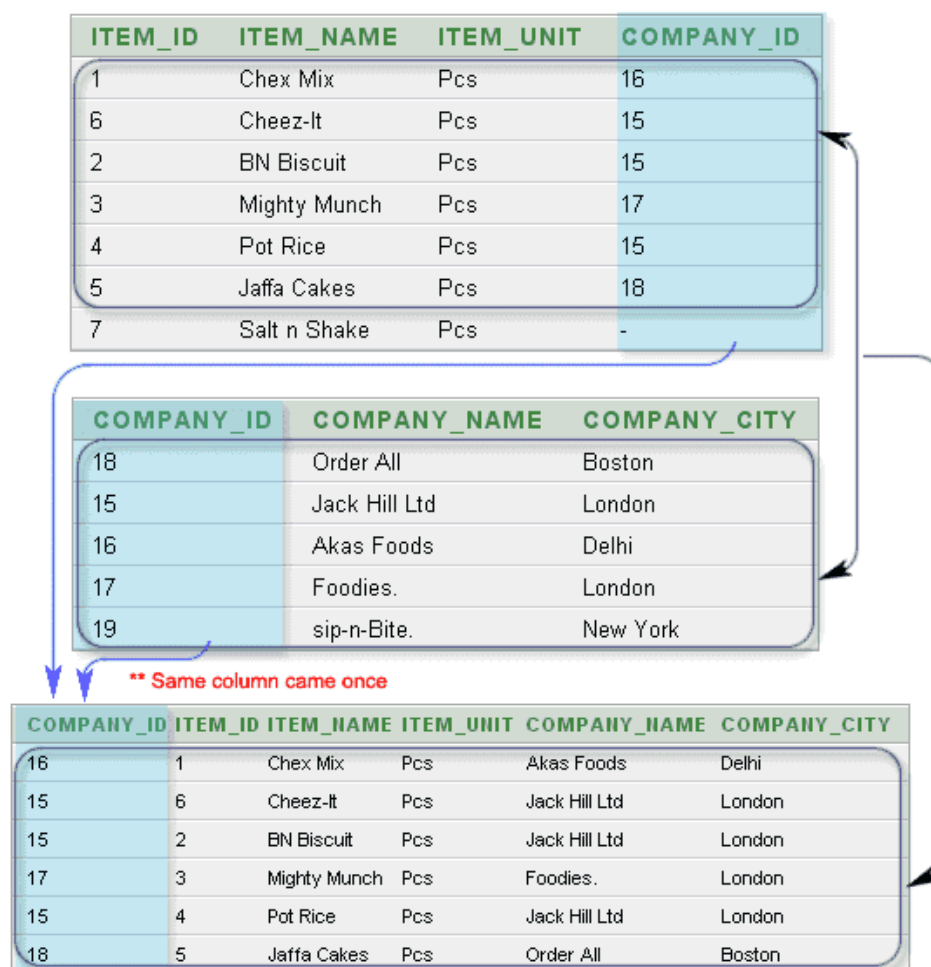 ITEM_ID ITEM_NAME ITEM_UNIT COMPANY_ID
1 Chex Mix Pcs 16
6 Cheez-It Pcs 15
2 BN Biscuit Pcs 15
3 Mighty Munch Pcs 17
4 Pot Rice Pcs 15
5 Jaffa Cakes Pcs 18
7 Salt n Shake Pcs -
COMPANY_ID COMPANY_NAME COMPANY_CITY
18 Order All Boston
15 Jack Hill Ltd London
16 Akas Foods Delhi
17 Foodies. London
19 sip-n-Bite. New York
** Same column came once
COMPANY_ID ITEM_ID ITEM_NAME ITEM_UNIT COMPANY_NAME COMPANY_CITY
16 1 Chex Mix Pcs Akas Foods Delhi
15 6 Cheez-It Pcs Jack Hill Ltd London
15 2 BN Biscuit Pcs Jack Hill Ltd London
17 3 Mighty Munch Pcs Foodies. London
15 4 Pot Rice Pcs Jack Hill Ltd London
18 5 Jaffa Cakes Pcs Order All Boston